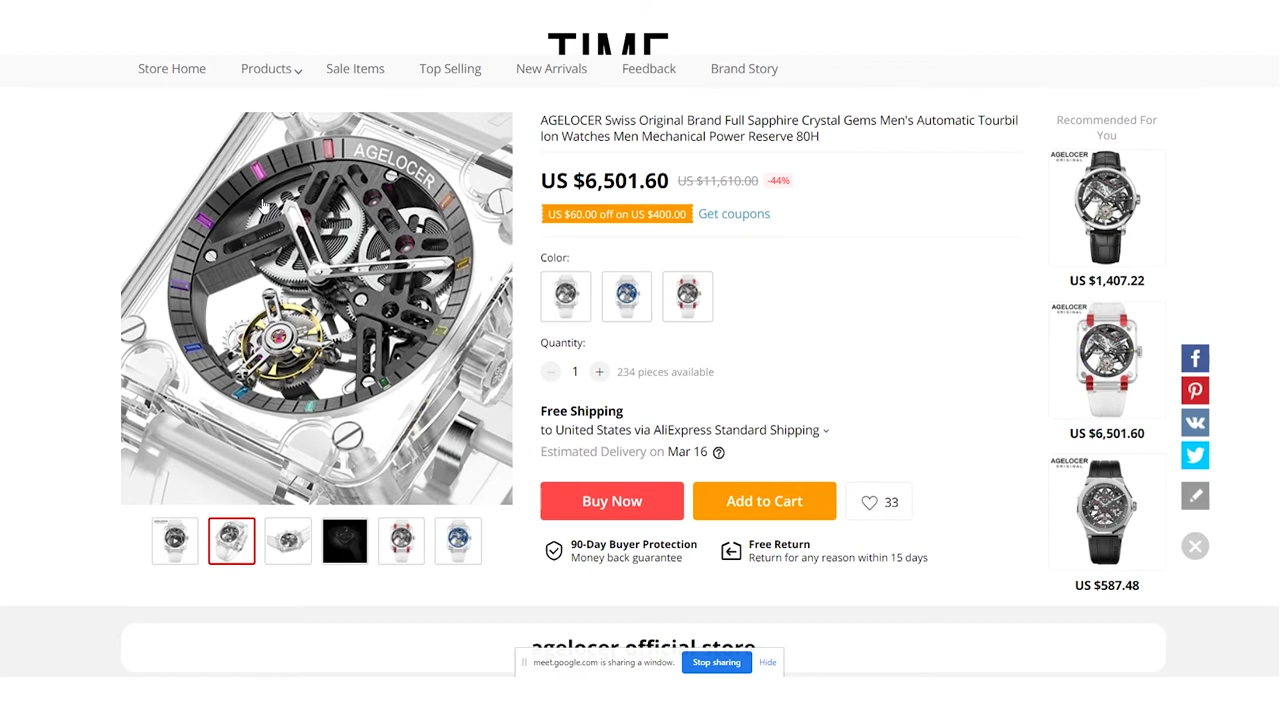 TIME
Store Home Products Sale Items Top Selling New Arrivals Feedback Brand Story
AGELOCER
AGELOCER Swiss Original Brand Full Sapphire Crystal Gems Men's Automatic Tourbil
lon Watches Men Mechanical Power Reserve 80H
US $6,501.60 US $11,610.00 -44%
US $60.00 off on US $400.00 Get coupons
Color:
Quantity:
1 234 pieces available
Free Shipping
to United States via AliExpress Standard Shipping
Estimated Delivery on Mar 16
Buy Now Add to Cart 33
90-Day Buyer Protection
Money back guarantee
Free Return
Return for any reason within 15 days
Recommended For
You
AGELOCER
ORIGINAL
US $1,407.22
AGELOCER
ORIGINAL
US $6,501.60
AGELOCER
ORIGINAL
US $587.48
agelocer official store
meet.google.com is sharing a window. Stop sharing Hide